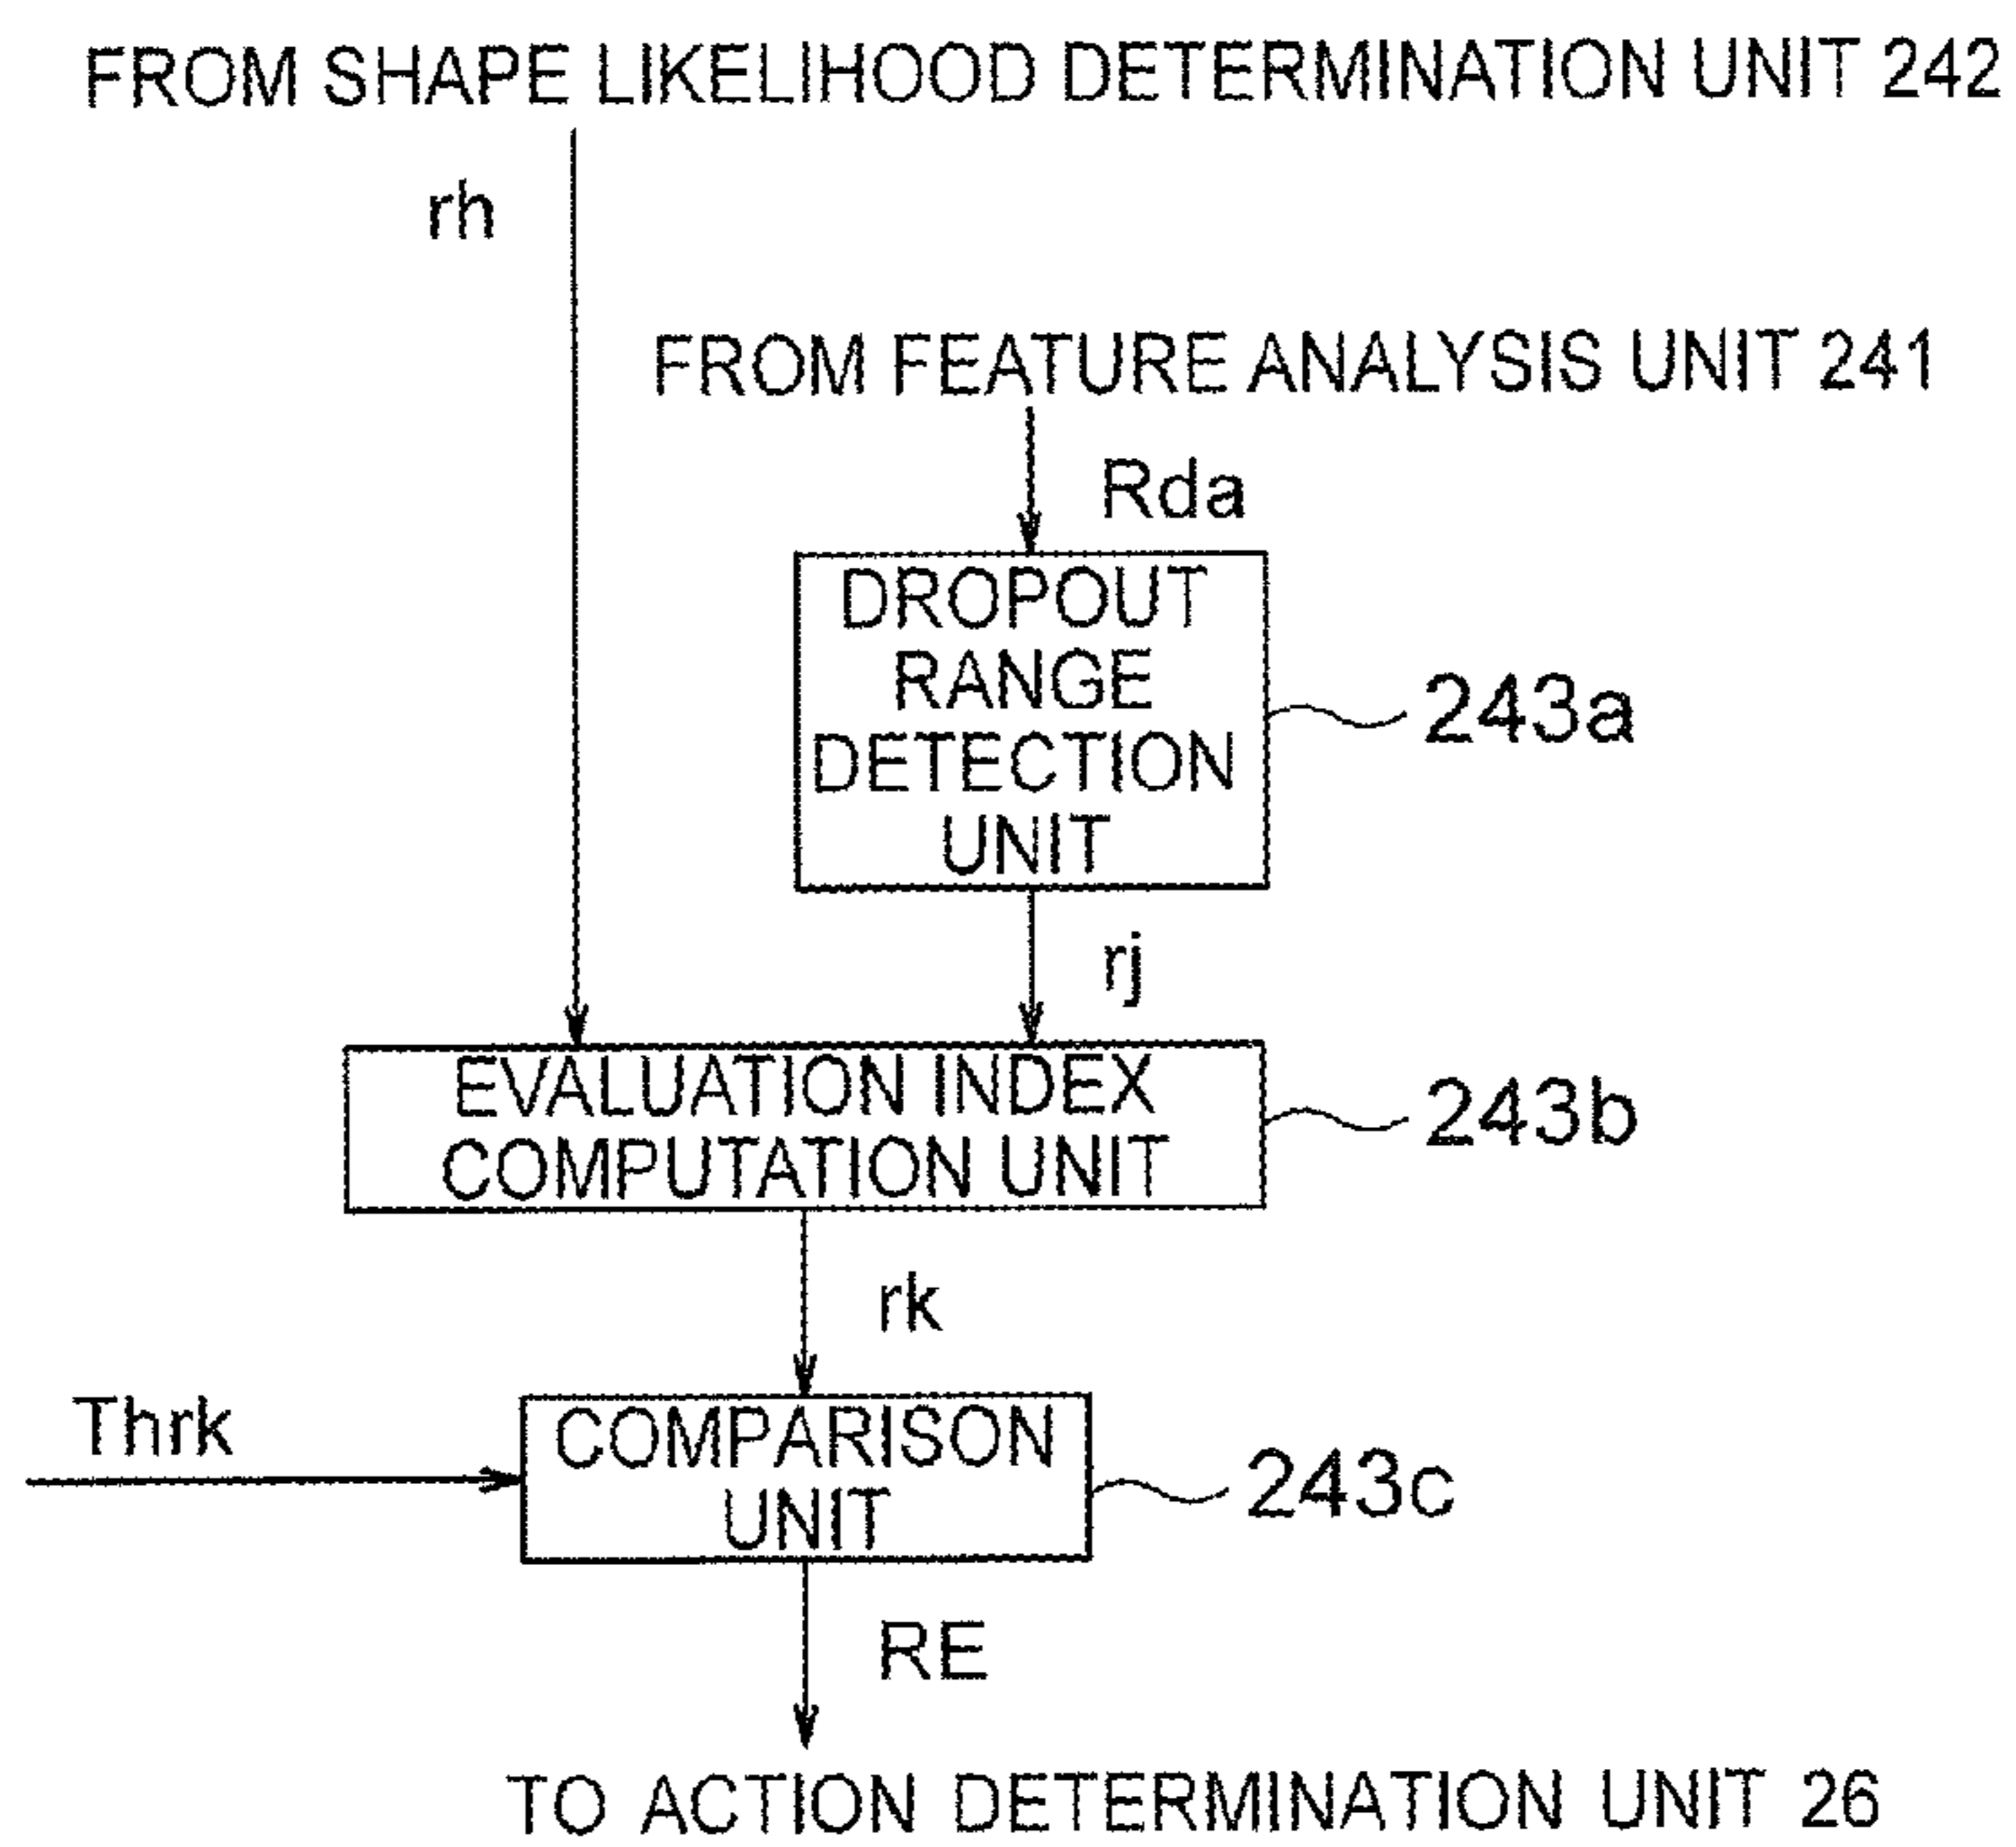 FROM SHAPE LIKELIHOOD DETERMINATION UNIT 242
rh
FROM FEATURE ANALYSIS UNIT 241
Rda
DROPOUT
RANGE
DETECTION
UNIT
243a
rj
EVALUATION INDEX
COMPUTATION UNIT
243b
rk
Thrk
COMPARISON
UNIT
243c
RE
TO ACTION DETERMINATION UNIT 26